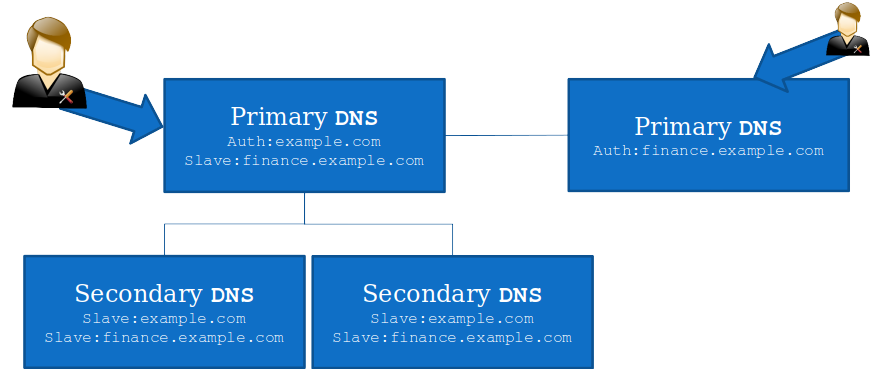 Primary DNS
Auth:example.com
Slave:finance.example.com
Primary DNS
Auth:finance.example.com
Secondary DNS
Slave:example.com
Slave:finance.example.com
Secondary DNS
Slave:example.com
Slave:finance.example.com